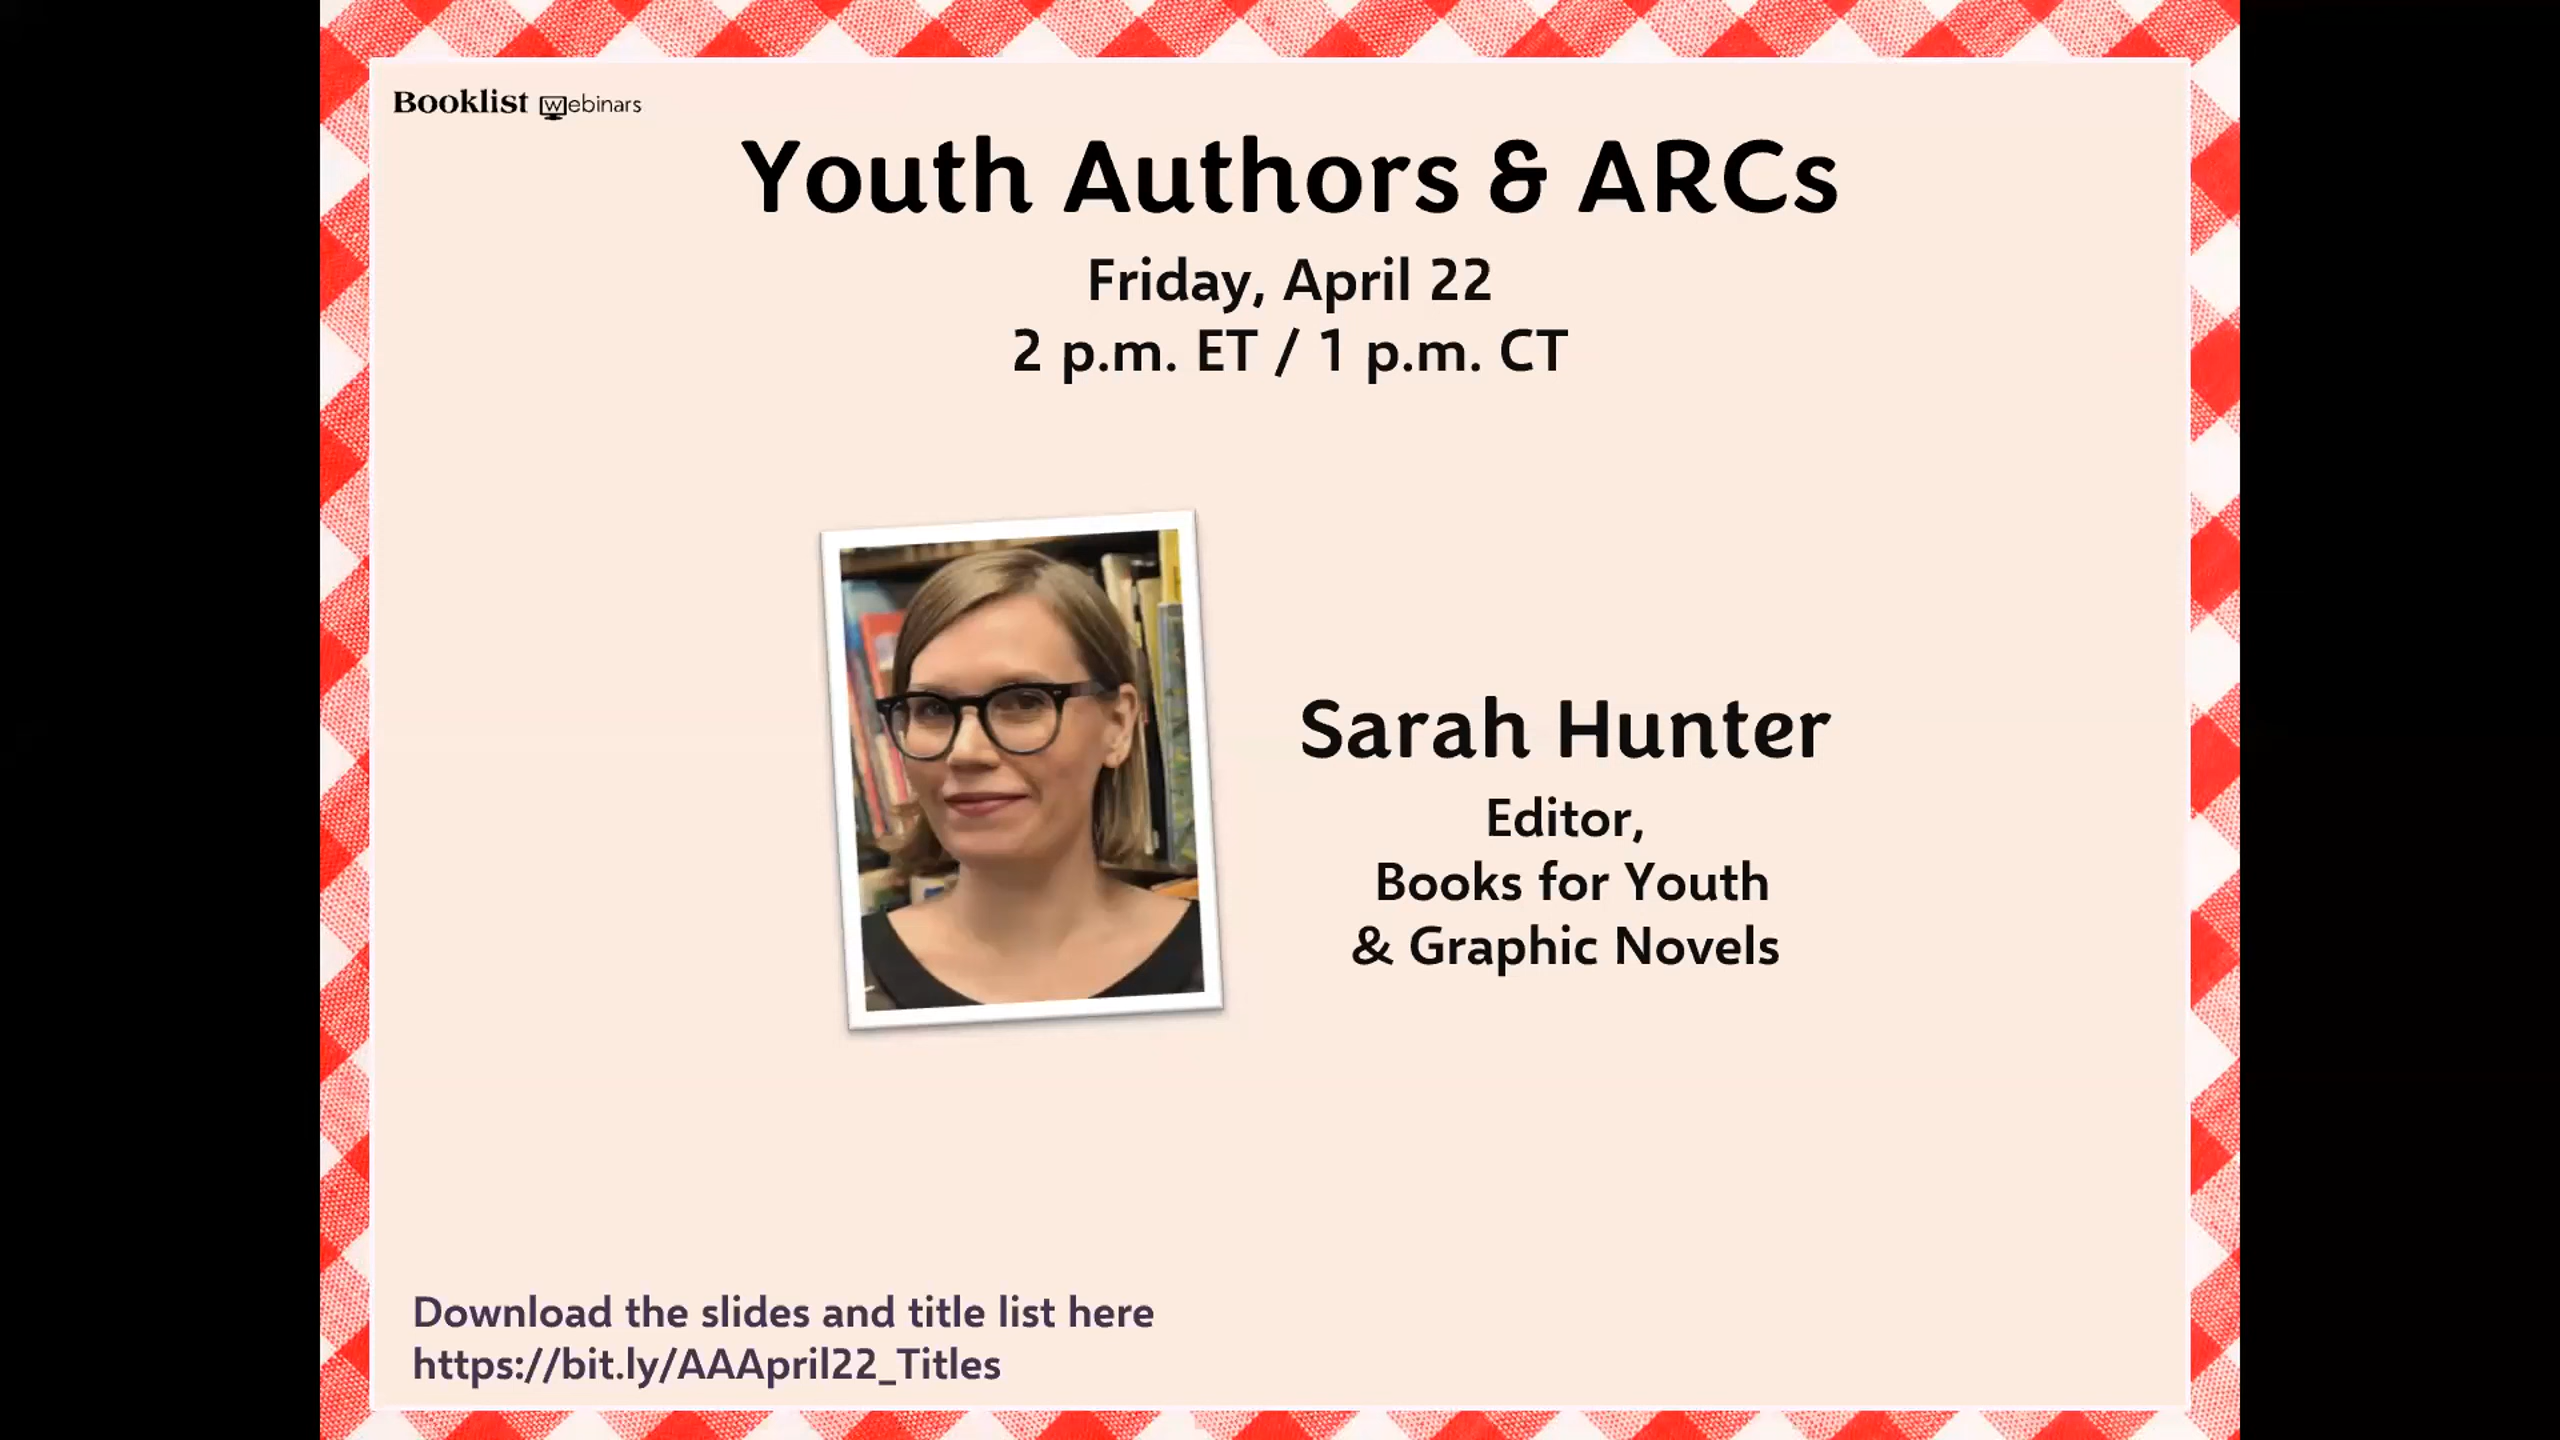 Booklist Webinars
Youth Authors & ARCs
Friday, April 22
2 p.m. ET / 1 p.m. CT
Sarah Hunter
Editor,
Books for Youth
& Graphic Novels
Download the slides and title list here
https://bit.ly/AAApril22_Titles